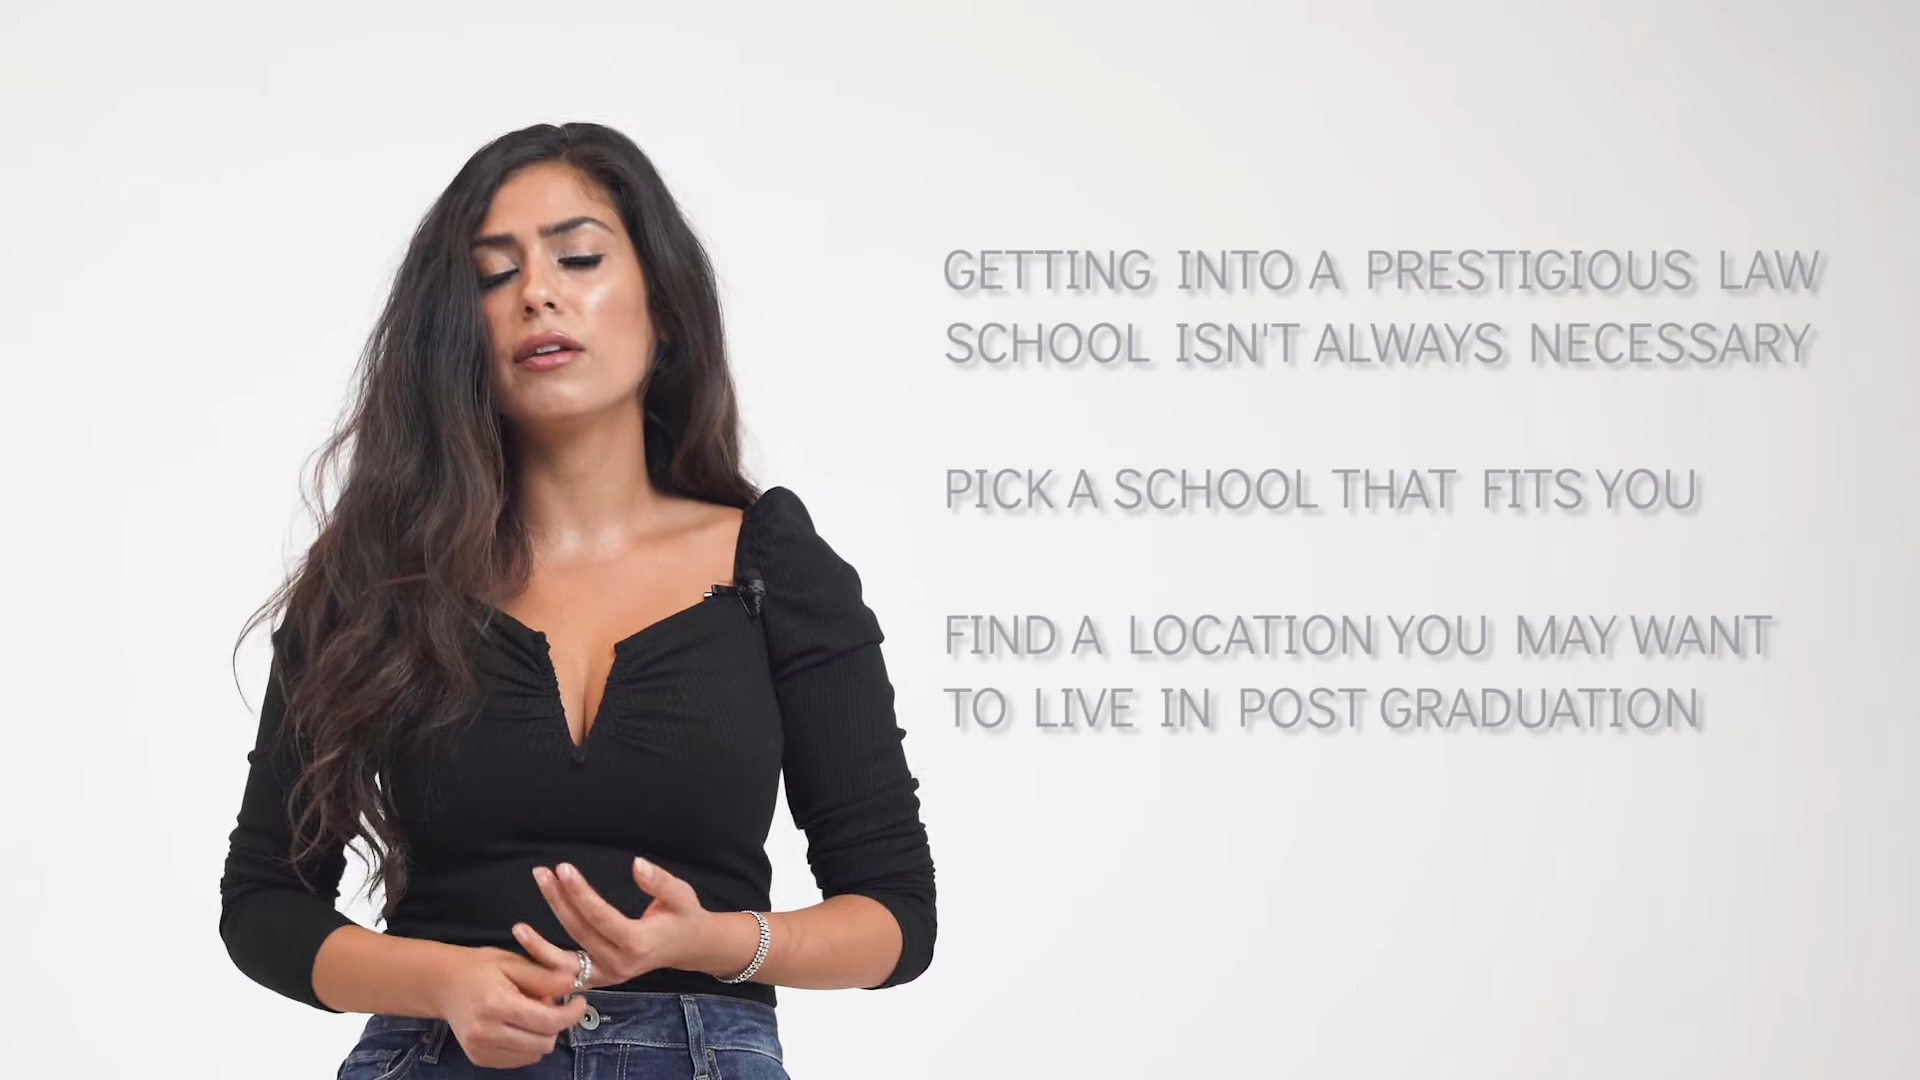 GETTING INTO A PRESTIGIOUS LAW
SCHOOL ISN'T ALWAYS NECESSARY
PICK A SCHOOL THAT FITS YOU
FIND A LOCATION YOU MAY WANT
TO LIVE IN POST GRADUATION